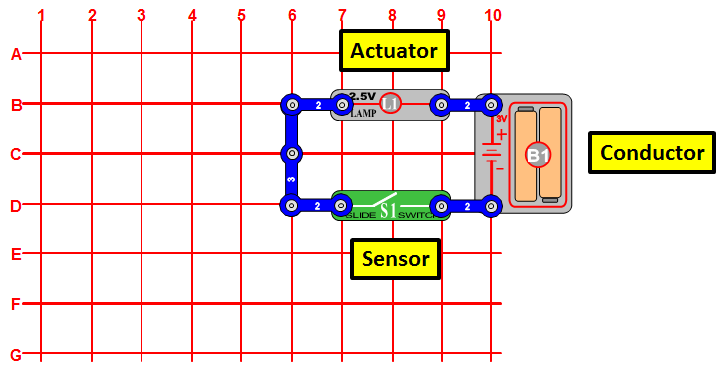 1 2 3 4 5 6 7 8 9 10
Actuator
A
2.5V
B 2 L1 2
LAMP
3V
+
C B1 Conductor
-
3
D 2 S1 2
SLIDE SWITCH
E Sensor
F
G